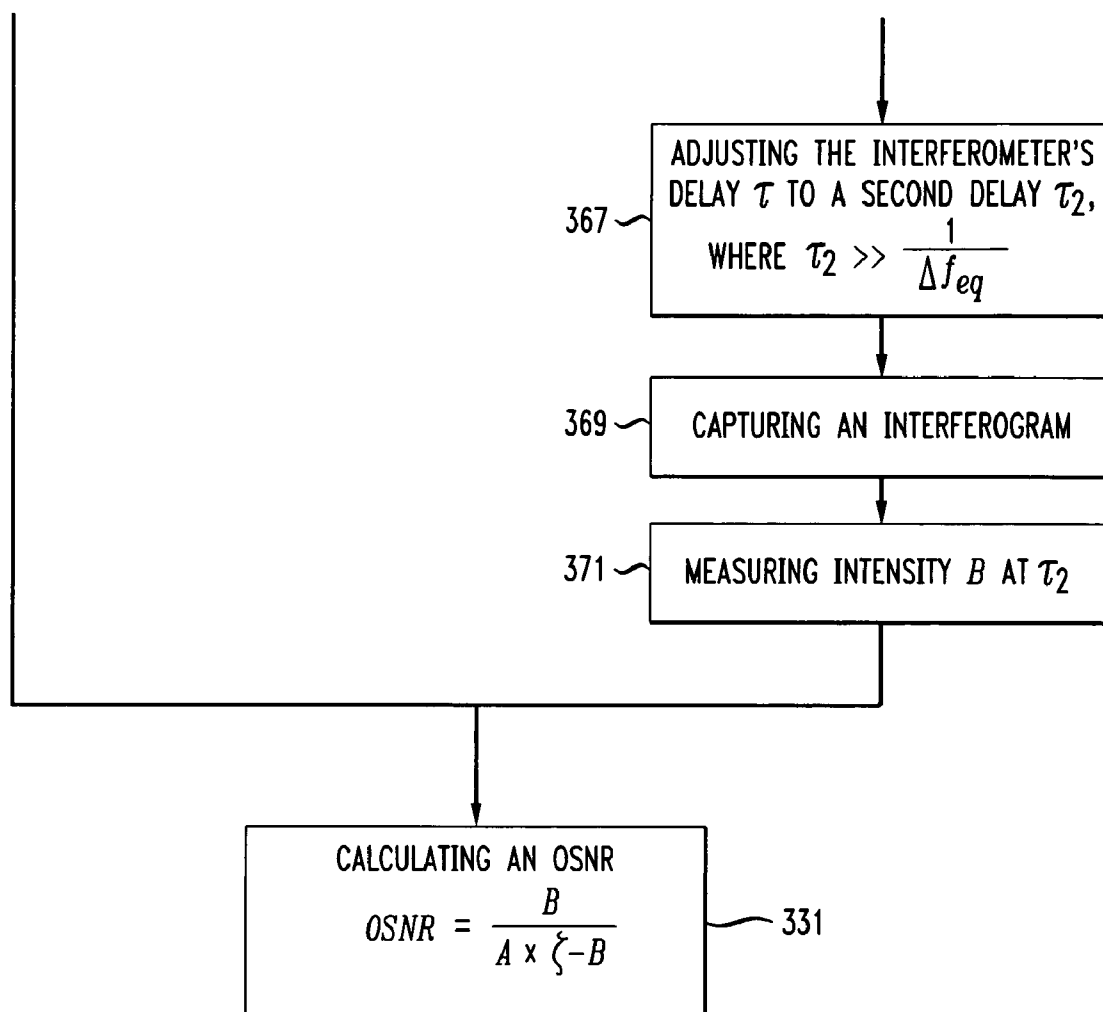 ADJUSTING THE INTERFEROMETER'S
DELAY τ TO A SECOND DELAY τ₂,
367
WHERE τ₂ >> 1/Δf_eq
369
CAPTURING AN INTERFEROGRAM
371
MEASURING INTENSITY B AT τ₂
CALCULATING AN OSNR
OSNR = B/(A × ζ-B)
331